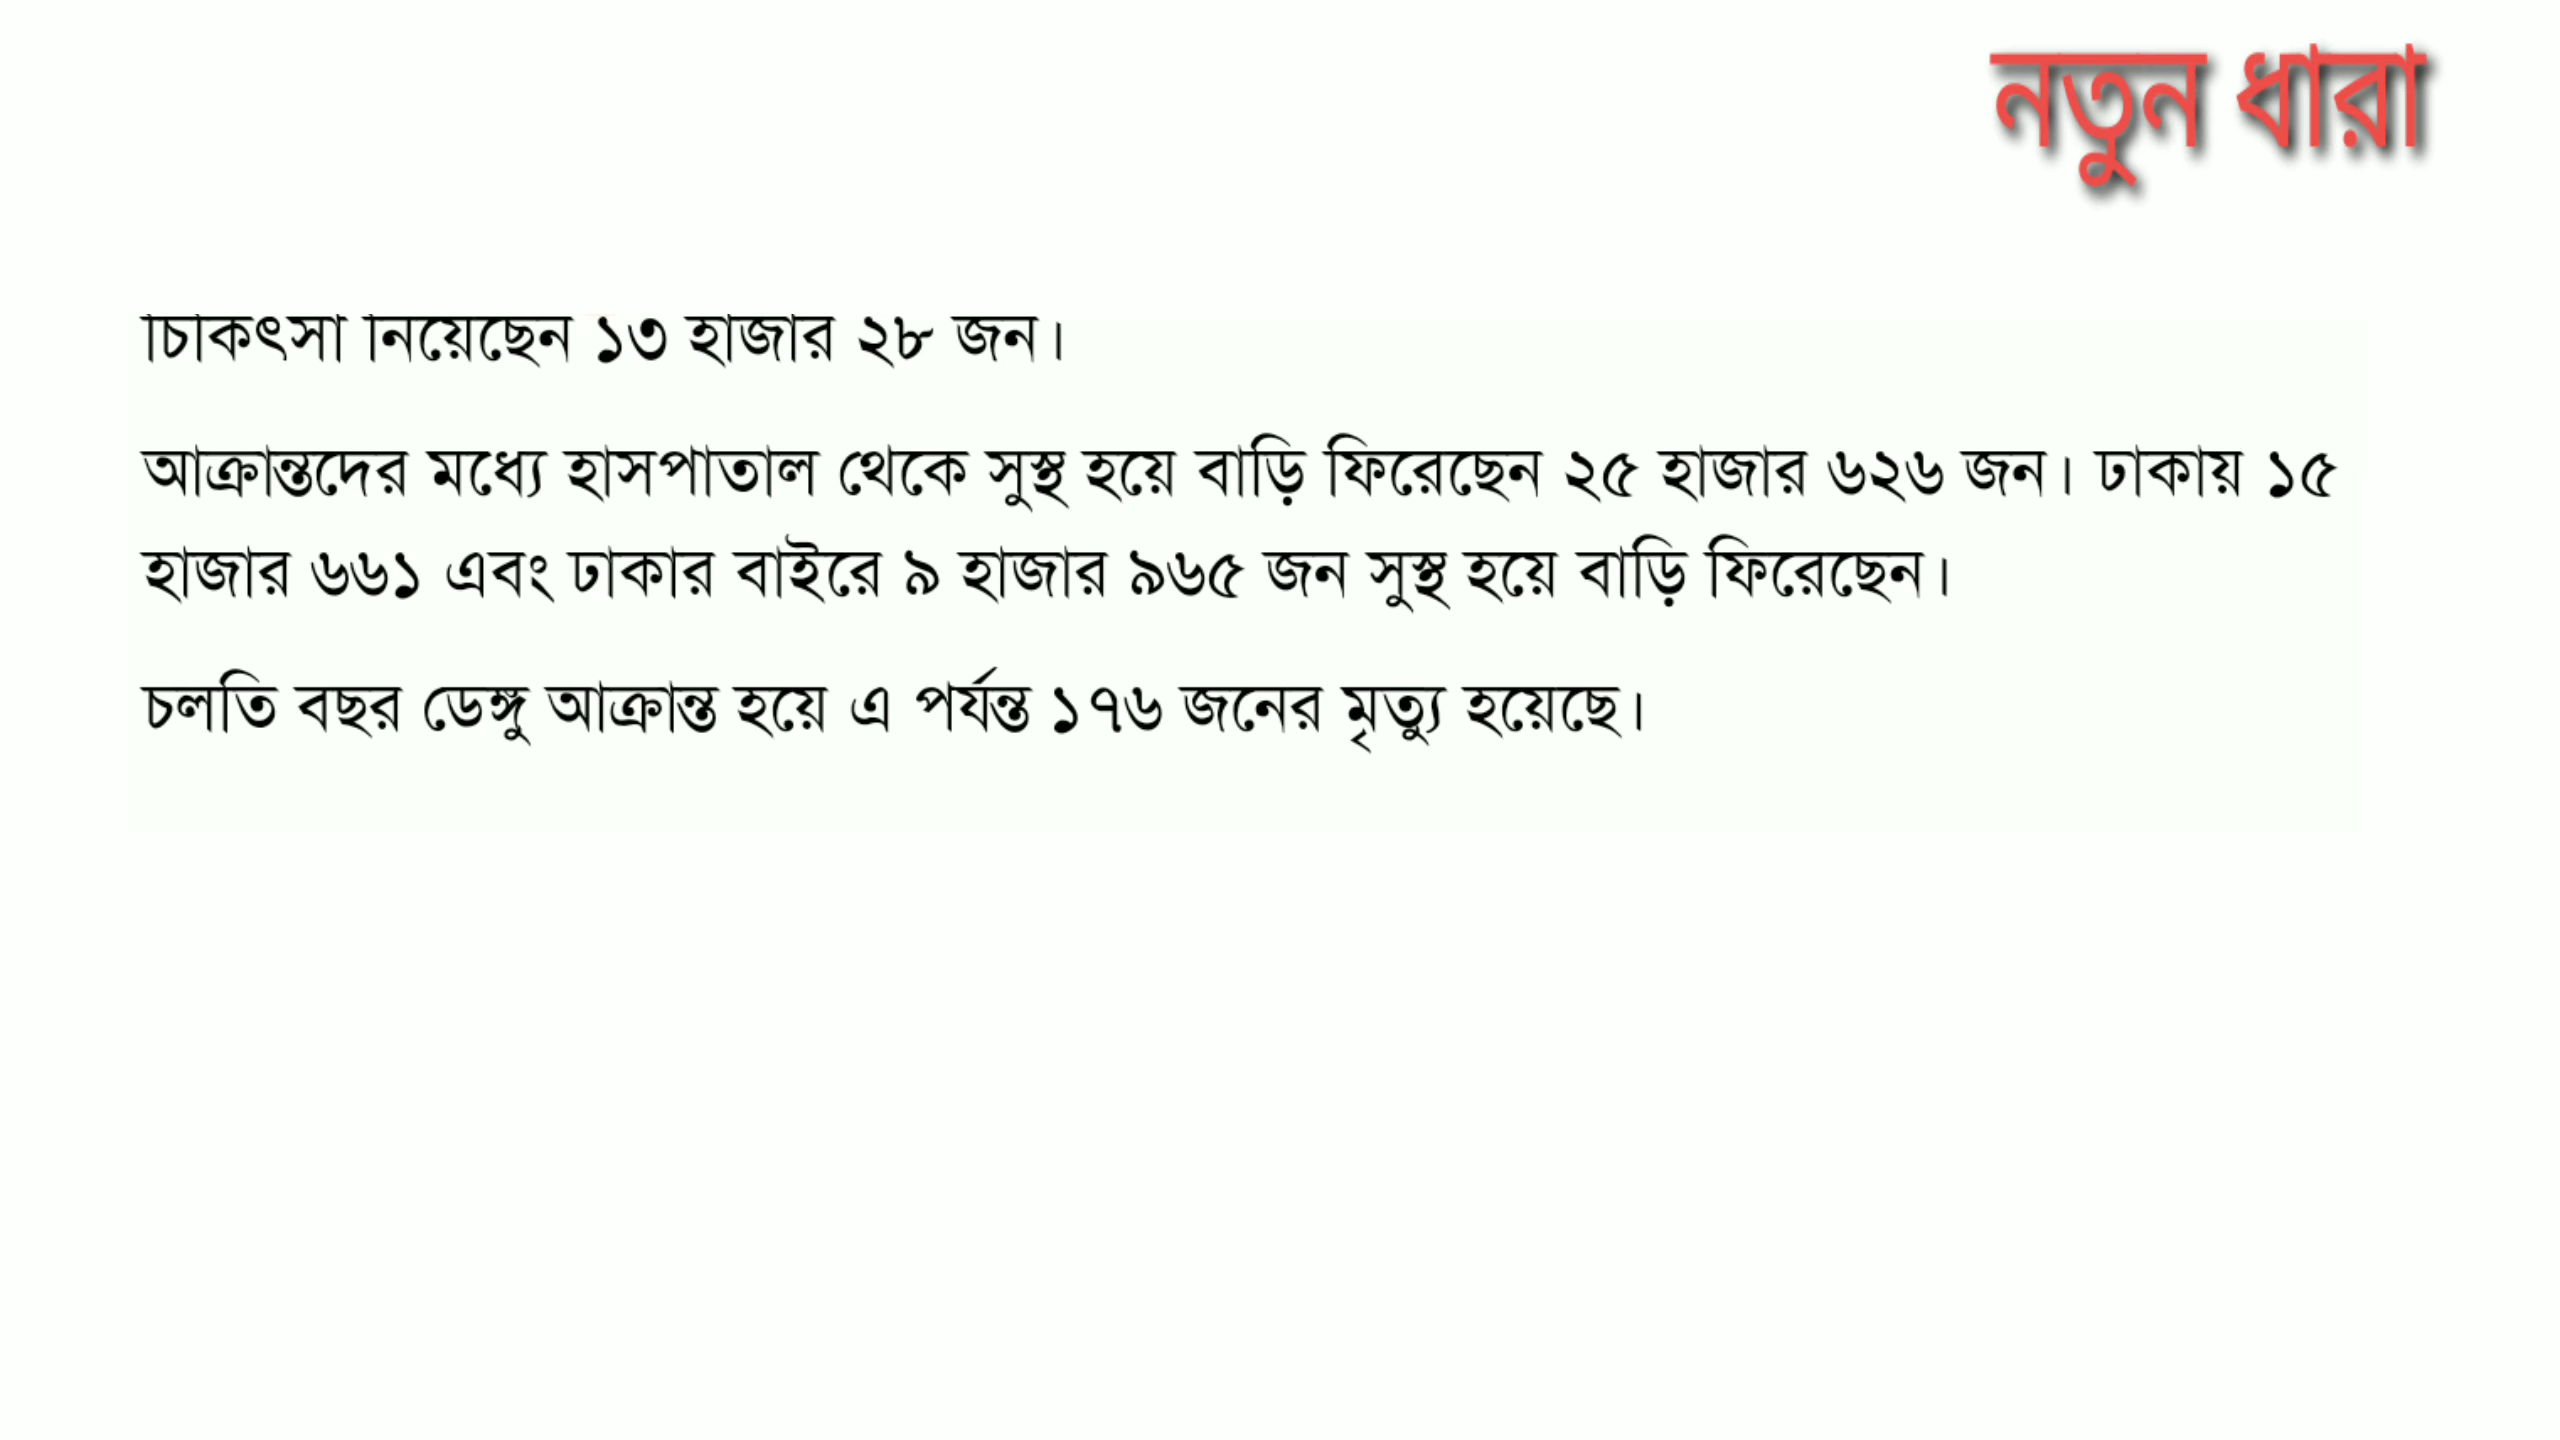 নতুন ধারা
চিকিৎসা নিয়েছেন ১৩ হাজার ২৮ জন।
আক্রান্তদের মধ্যে হাসপাতাল থেকে সুস্থ হয়ে বাড়ি ফিরেছেন ২৫ হাজার ৬২৬ জন। ঢাকায় ১৫
হাজার ৬৬১ এবং ঢাকার বাইরে ৯ হাজার ৯৬৫ জন সুস্থ হয়ে বাড়ি ফিরেছেন।
চলতি বছর ডেঙ্গু আক্রান্ত হয়ে এ পর্যন্ত ১৭৬ জনের মৃত্যু হয়েছে।